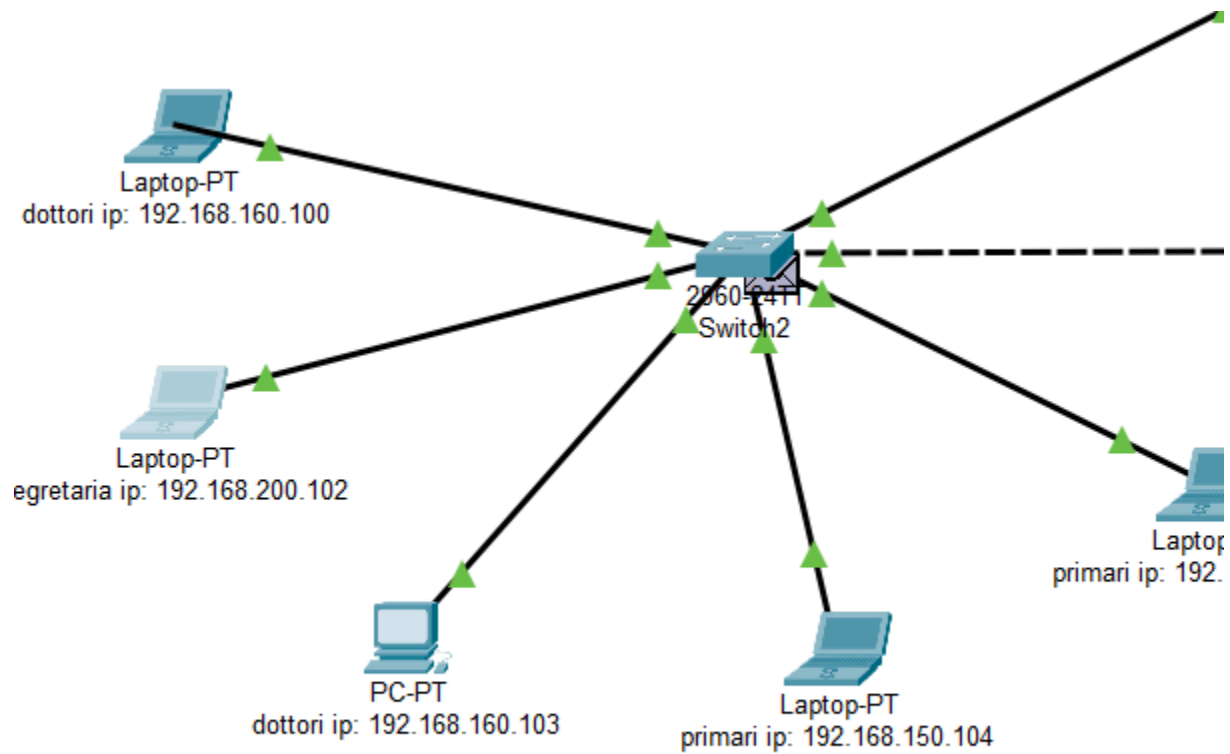 Laptop-PT
dottori ip: 192.168.160.100
2960-24TT
Switch2
Laptop-PT
egretaria ip: 192.168.200.102
Laptop
primari ip: 192.
PC-PT
dottori ip: 192.168.160.103
Laptop-PT
primari ip: 192.168.150.104